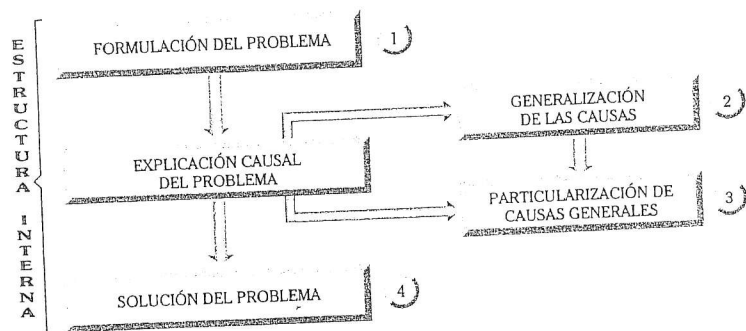 ESTRUCTURA INTERNA
FORMULACIÓN DEL PROBLEMA
1
EXPLICACIÓN CAUSAL
DEL PROBLEMA
GENERALIZACIÓN
DE LAS CAUSAS
2
PARTICULARIZACIÓN DE
CAUSAS GENERALES
3
SOLUCIÓN DEL PROBLEMA
4